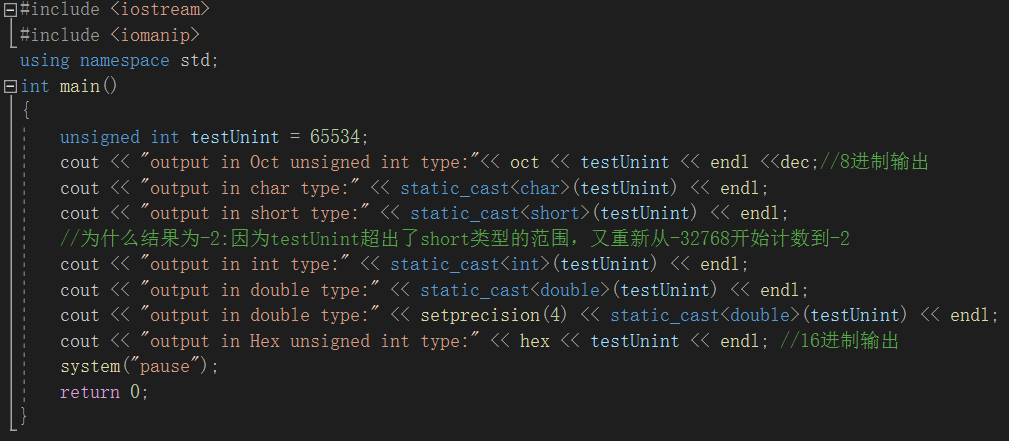 #include <iostream>
#include <iomanip>
using namespace std;
int main()
{
    unsigned int testUnint = 65534;
    cout << "output in Oct unsigned int type:"<< oct << testUnint << endl <<dec;//8进制输出
    cout << "output in char type:" << static_cast<char>(testUnint) << endl;
    cout << "output in short type:" << static_cast<short>(testUnint) << endl;
    //为什么结果为-2:因为testUnint超出了short类型的范围，又重新从-32768开始计数到-2
    cout << "output in int type:" << static_cast<int>(testUnint) << endl;
    cout << "output in double type:" << static_cast<double>(testUnint) << endl;
    cout << "output in double type:" << setprecision(4) << static_cast<double>(testUnint) << endl;
    cout << "output in Hex unsigned int type:" << hex << testUnint << endl; //16进制输出
    system("pause");
    return 0;
}